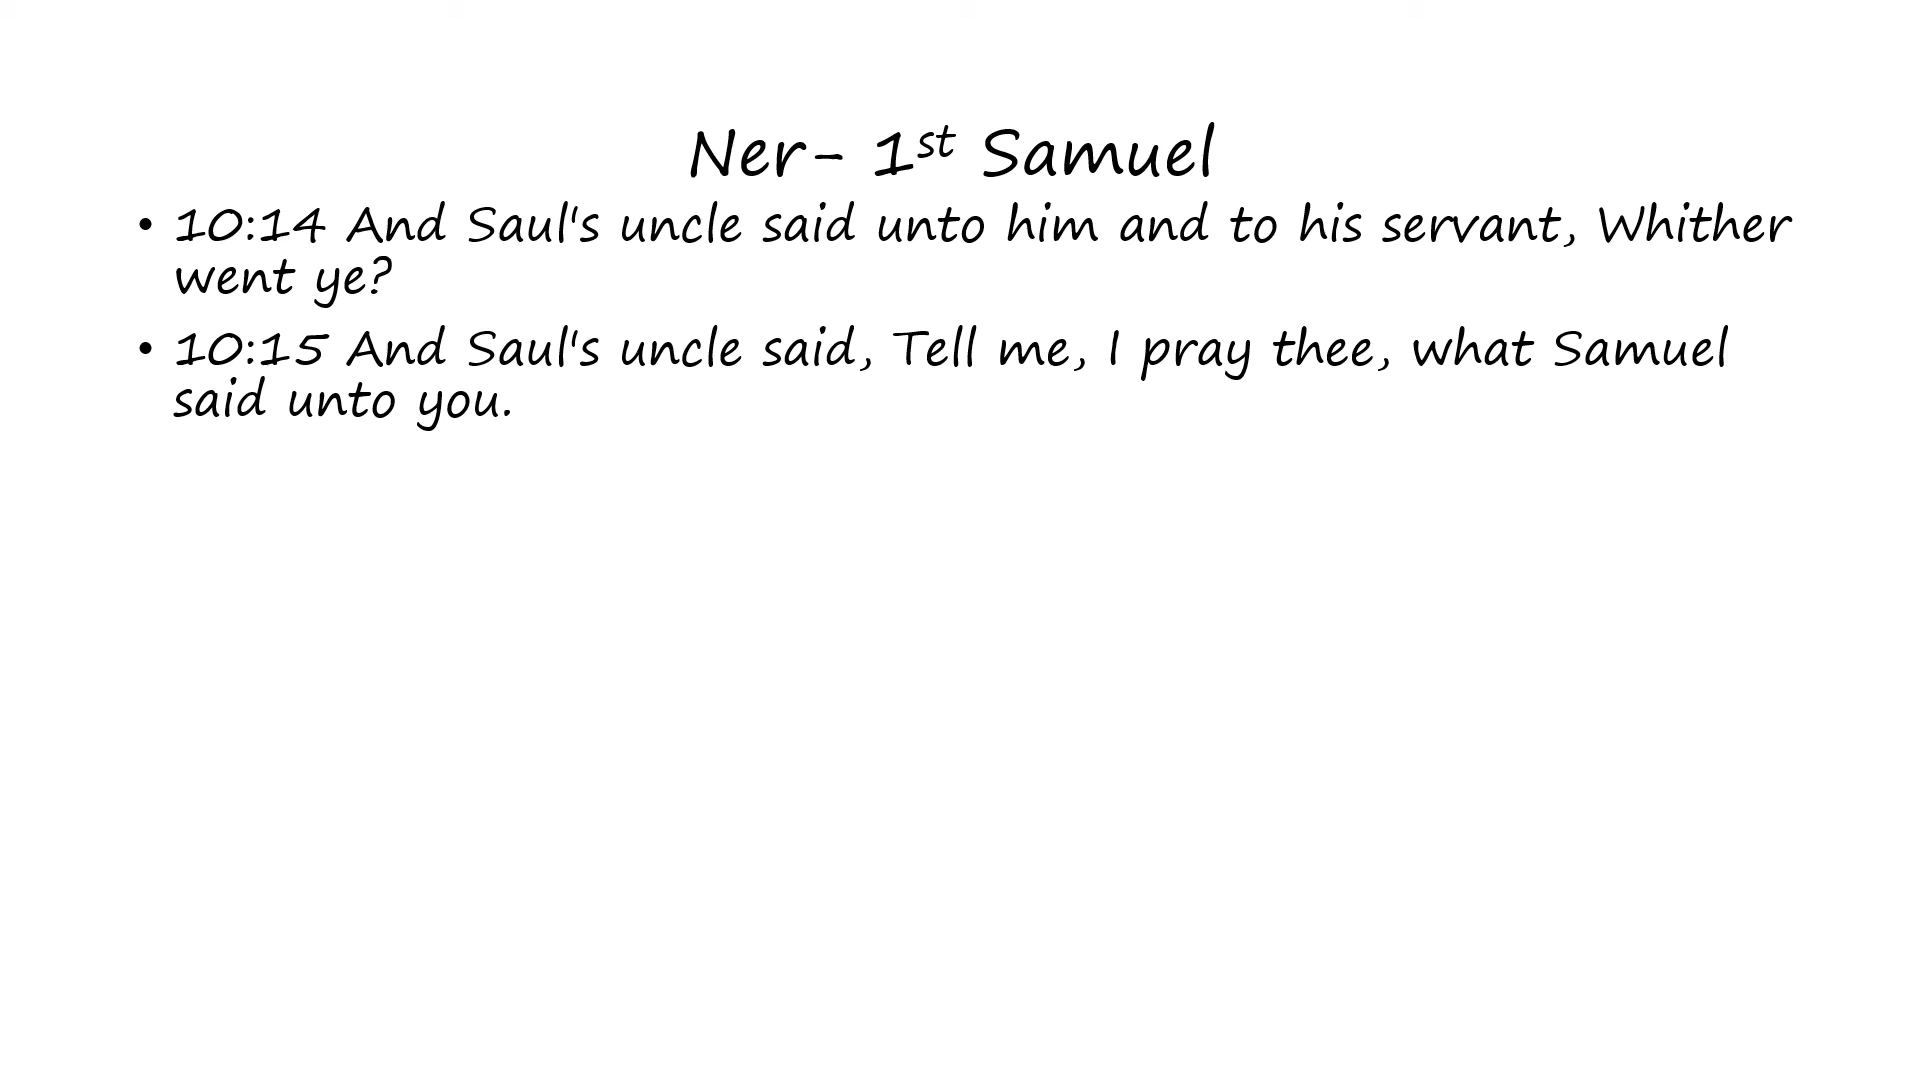 Ner- 1st Samuel
• 10:14 And Saul's uncle said unto him and to his servant, Whither
went ye?
• 10:15 And Saul's uncle said, Tell me, I pray thee, what Samuel
said unto you.